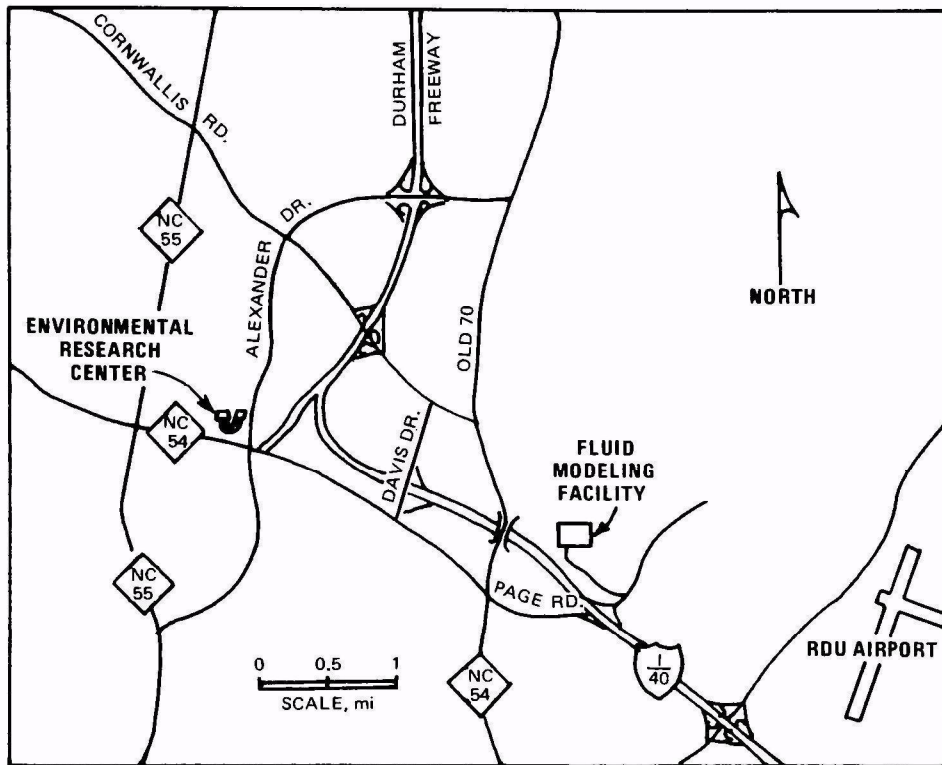 CORNWALLIS
RD.
DURHAM
FREEWAY
NC
55
ALEXANDER
DR.
OLD 70
NORTH
ENVIRONMENTAL
RESEARCH
CENTER
NC
54
DAVIS DR.
FLUID
MODELING
FACILITY
NC
55
PAGE RD.
RDU AIRPORT
0 0.5 1
SCALE, mi
NC
54
I
40